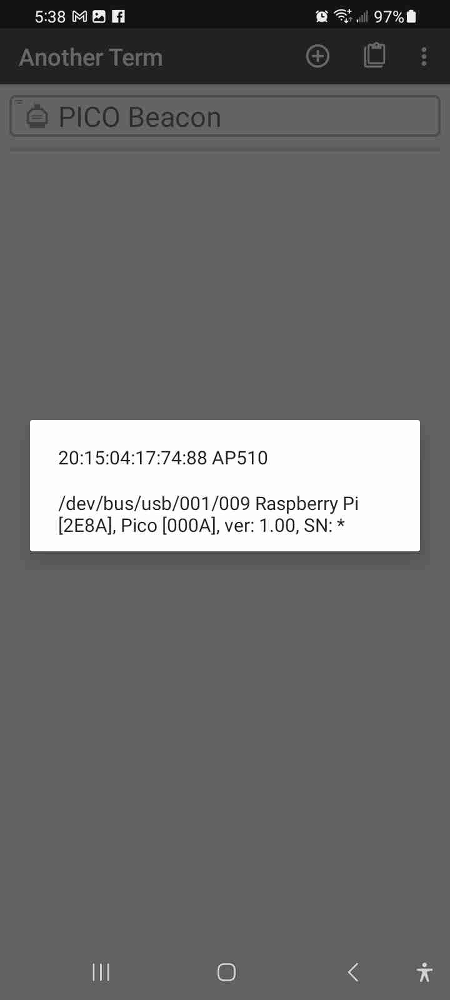 5:38
97%
Another Term
PICO Beacon
20:15:04:17:74:88 AP510
/dev/bus/usb/001/009 Raspberry Pi
[2E8A], Pico [000A], ver: 1.00, SN: *